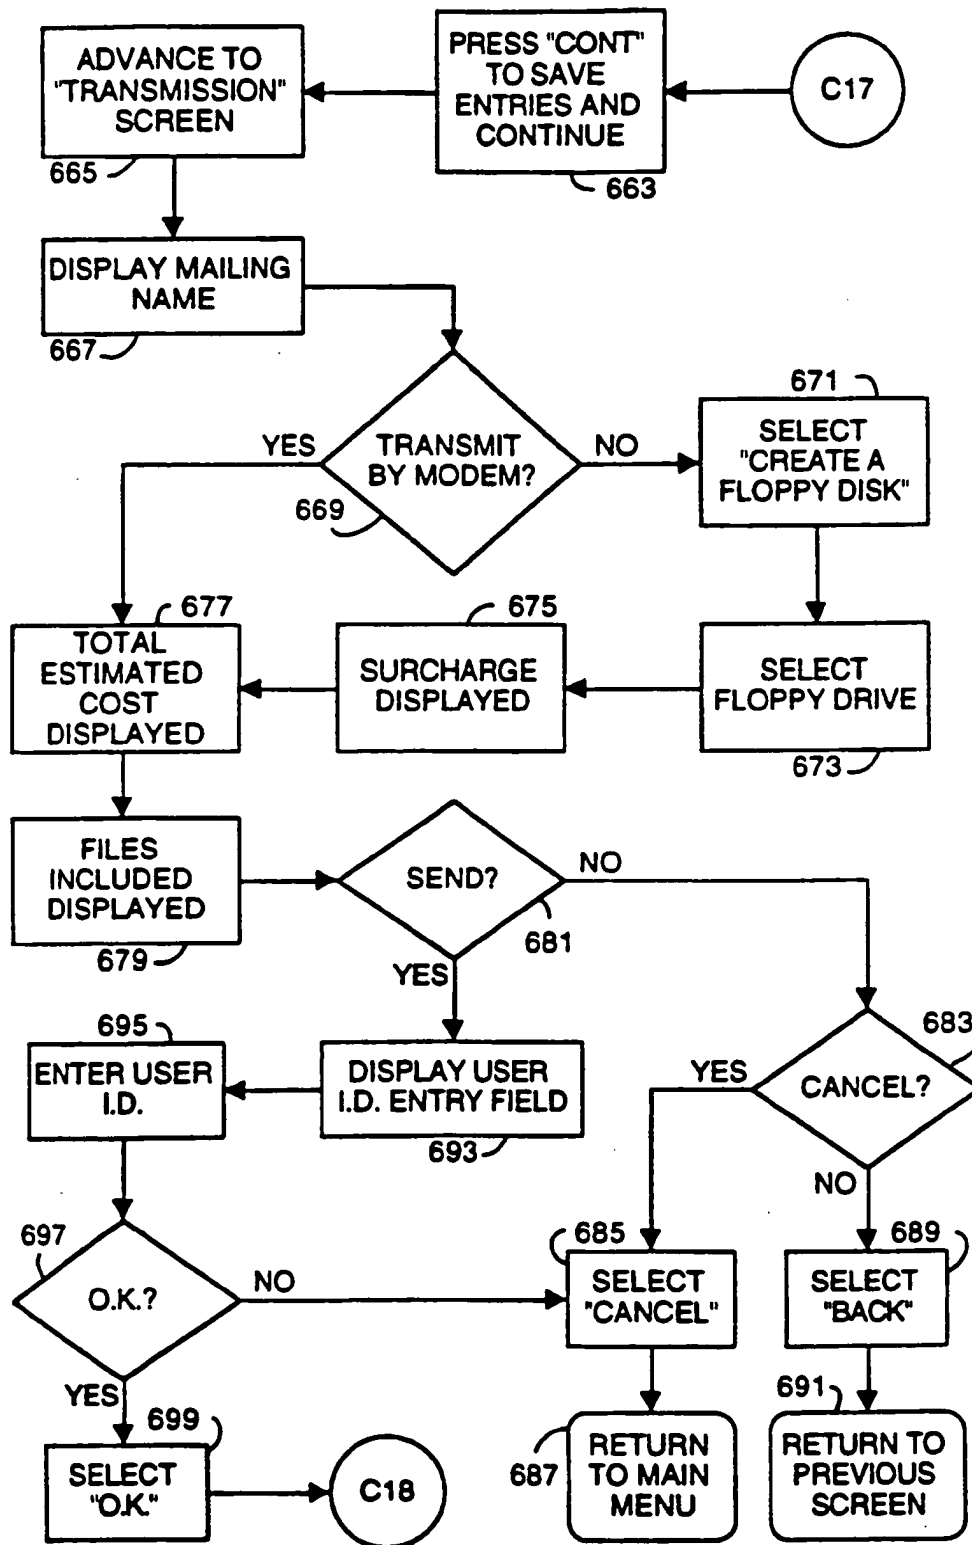 ADVANCE TO
"TRANSMISSION"
SCREEN
665
PRESS "CONT"
TO SAVE
ENTRIES AND
CONTINUE
663
C17
DISPLAY MAILING
NAME
667
TRANSMIT
BY MODEM?
YES
NO
669
671
SELECT
"CREATE A
FLOPPY DISK"
677
TOTAL
ESTIMATED
COST
DISPLAYED
675
SURCHARGE
DISPLAYED
SELECT
FLOPPY DRIVE
673
FILES
INCLUDED
DISPLAYED
679
SEND?
NO
681
YES
695
ENTER USER
I.D.
DISPLAY USER
I.D. ENTRY FIELD
693
683
YES
CANCEL?
NO
697
O.K.?
NO
YES
685
SELECT
"CANCEL"
689
SELECT
"BACK"
699
SELECT
"O.K."
C18
687
RETURN
TO MAIN
MENU
691
RETURN TO
PREVIOUS
SCREEN